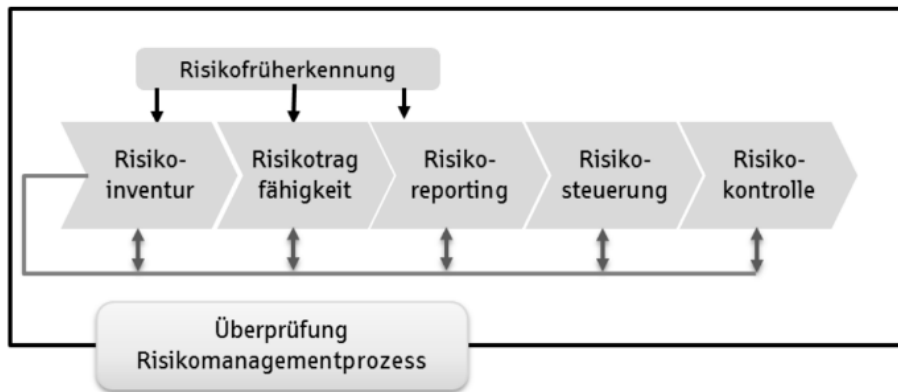 Risikofrüherkennung
Risiko-
inventur
Risikotrag
fähigkeit
Risiko-
reporting
Risiko-
steuerung
Risiko-
kontrolle
Überprüfung
Risikomanagementprozess